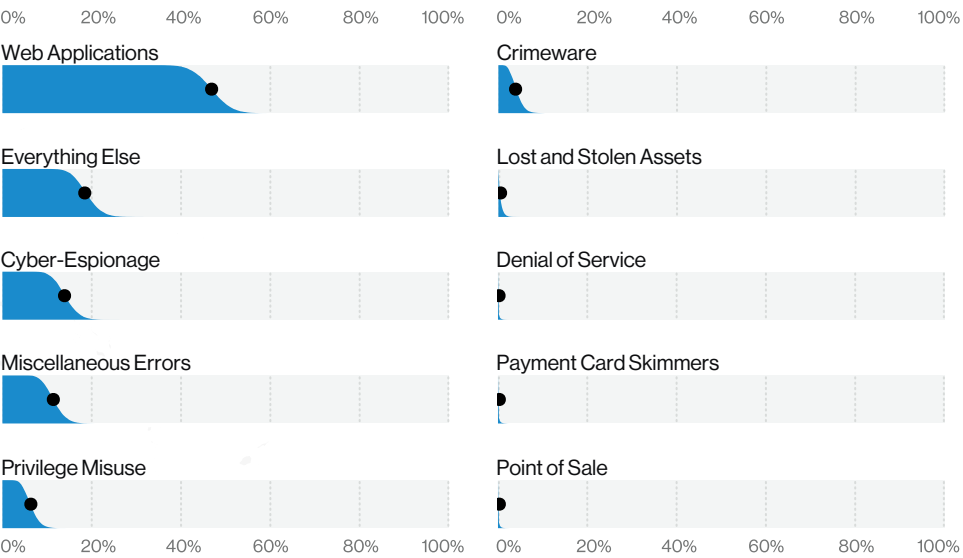 0% 20% 40% 60% 80% 100%
Web Applications
Everything Else
Cyber-Espionage
Miscellaneous Errors
Privilege Misuse
0% 20% 40% 60% 80% 100%
0% 20% 40% 60% 80% 100%
Crimeware
Lost and Stolen Assets
Denial of Service
Payment Card Skimmers
Point of Sale
0% 20% 40% 60% 80% 100%